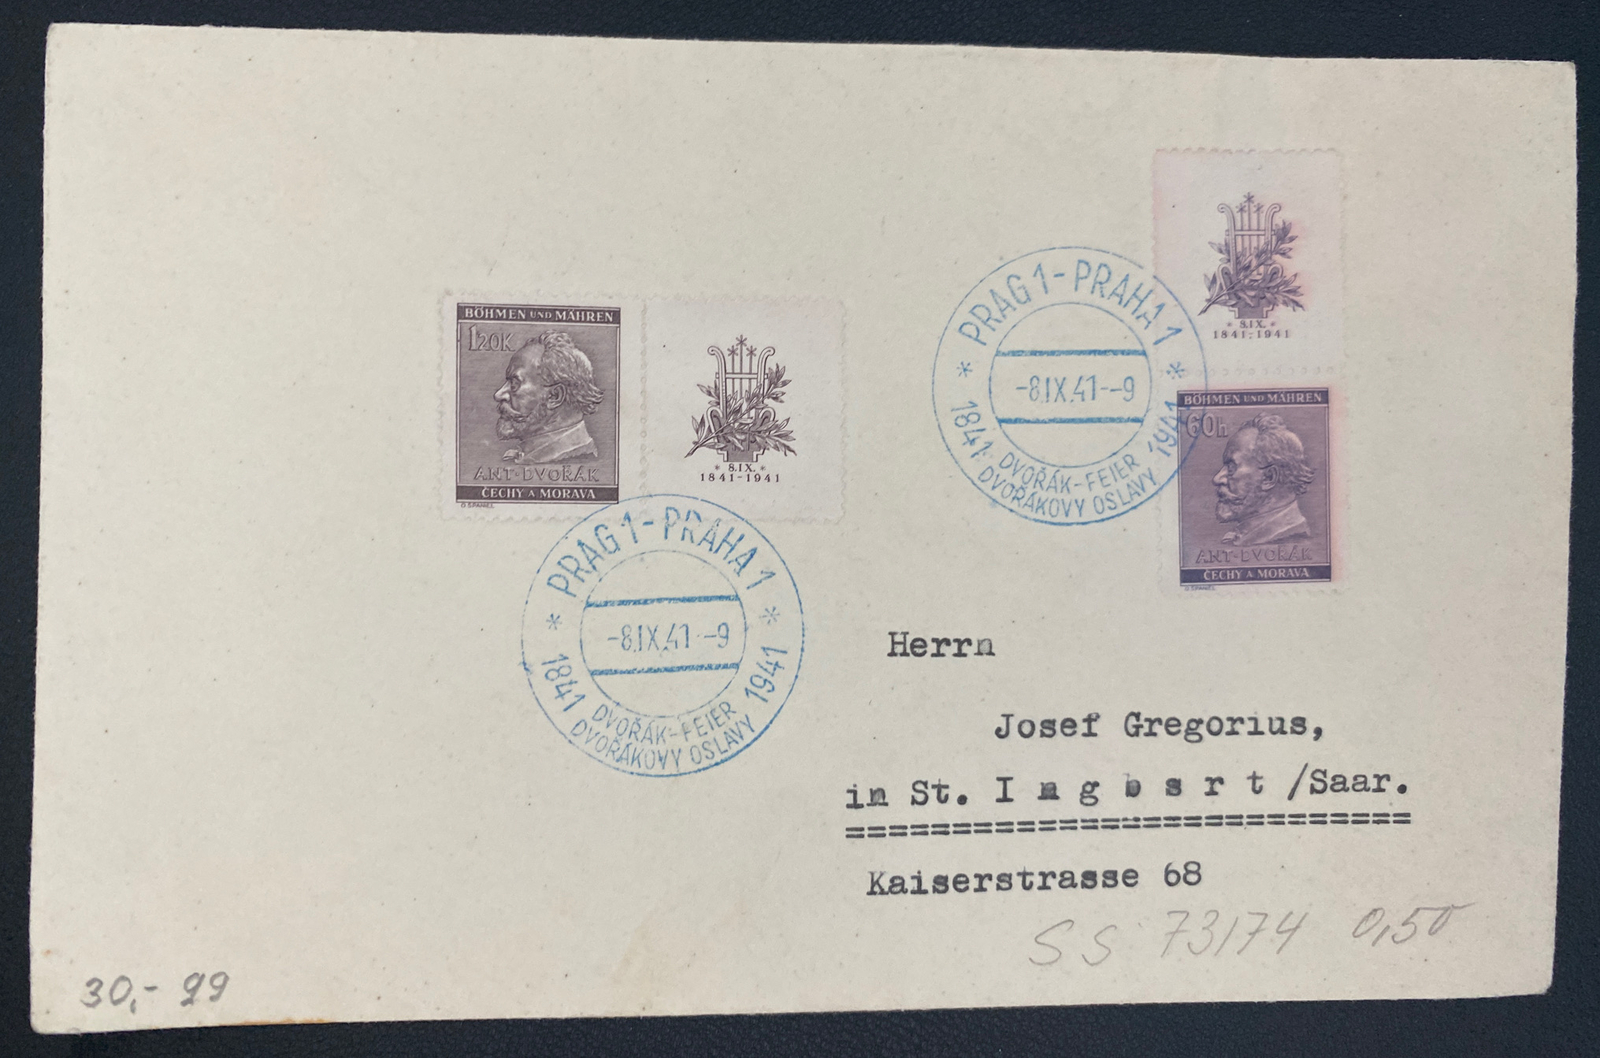 BÖHMEN UND MÄHREN
1.20K
ANT·DVOŘÁK
ČECHY A MORAVA
* 8.IX. *
1841-1941
PRAG 1 - PRAHA 1
-8.IX.41--9
* 1841 1941 *
DVOŘÁK-FEIER
DVOŘÁKOVY OSLAVY
* 8.IX. *
1841-1941
BÖHMEN UND MÄHREN
60h
ANT·DVOŘÁK
ČECHY A MORAVA
PRAG 1 - PRAHA 1
-8.IX.41--9
* 1841 1941 *
DVOŘÁK-FEIER
DVOŘÁKOVY OSLAVY
Herrn
Josef Gregorius,
in St. I n g b e r t /Saar.
===========================
Kaiserstrasse 68
SS 73/74 0,50
30,- 99